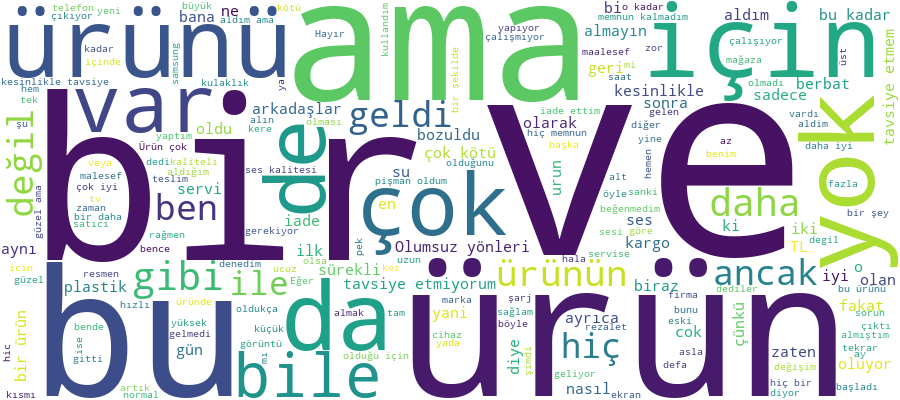 telefon
yeni
çıkıyor
büyük
bana
ne
aldım ama
kötü
kullandım
ürünü
ama
için
bi
o kadar
memnun kalmadım
aldım
bu kadar
yapıyor
çalışmıyor
almayın
çalışıyor
üst
kadar
içinde
Hayır
bir şekilde
maalesef
zor
mağaza
kesinlikle tavsiye
samsung
kulaklık
ya
geri
mi
saat
olmadı
berbat
hem
tek
var
arkadaşlar
geldi
iade ettim
kesinlikle
sonra
sadece
tavsiye etmem
şu
alın
kere
olması
gelen
vardı
aldim
değil
yaptım
oldu
bozuldu
olarak
hiç memnun
diğer
yine
az
daha iyi
yok
Ürün çok
bir
de
ve
veya
dedi
kaliteli
ses kalitesi
çok kötü
olduğunu
başka
hemen
benim
malesef
aldığım
su
urun
alt
çok iyi
teslim
servi
pişman oldum
öyle
sanki
fazla
güzel ama
tv
zaman
bir daha
satıcı
ben
iade
çok
en
beğenmedim
ses
daha
bir şey
rağmen
gerekiyor
sesi
göre
ki
iki
aynı
bence
ilk
olsa
pek
Olumsuz yönleri
kargo
TL
degil
icin
güzel
resmen
denedim
uzun
hala
servise
plastik
gibi
ile
ucuz
Eğer
sürekli
kez
tavsiye etmiyorum
ürünün
biraz
dediler
ancak
iyi
o
olan
bu ürünü
hızlı
üründe
oldukça
almak
tam
marka
şarj
sağlam
firma
bunu
fakat
sorun
bu
da
yani
ürün
ayrıca
eski
çıktı
bir ürün
bende
yüksek
gelmedi
küçük
cihaz
yada
böyle
rezalet
cok
çünkü
almıştım
hic
gise
gitti
gün
görüntü
mı
olduğu için
diye
şimdi
hiç
asla
defa
zaten
tekrar
ay
oluyor
bile
geliyor
değişim
kısmı
artık
normal
nasıl
ekran
hiç bir
diyor
başladı